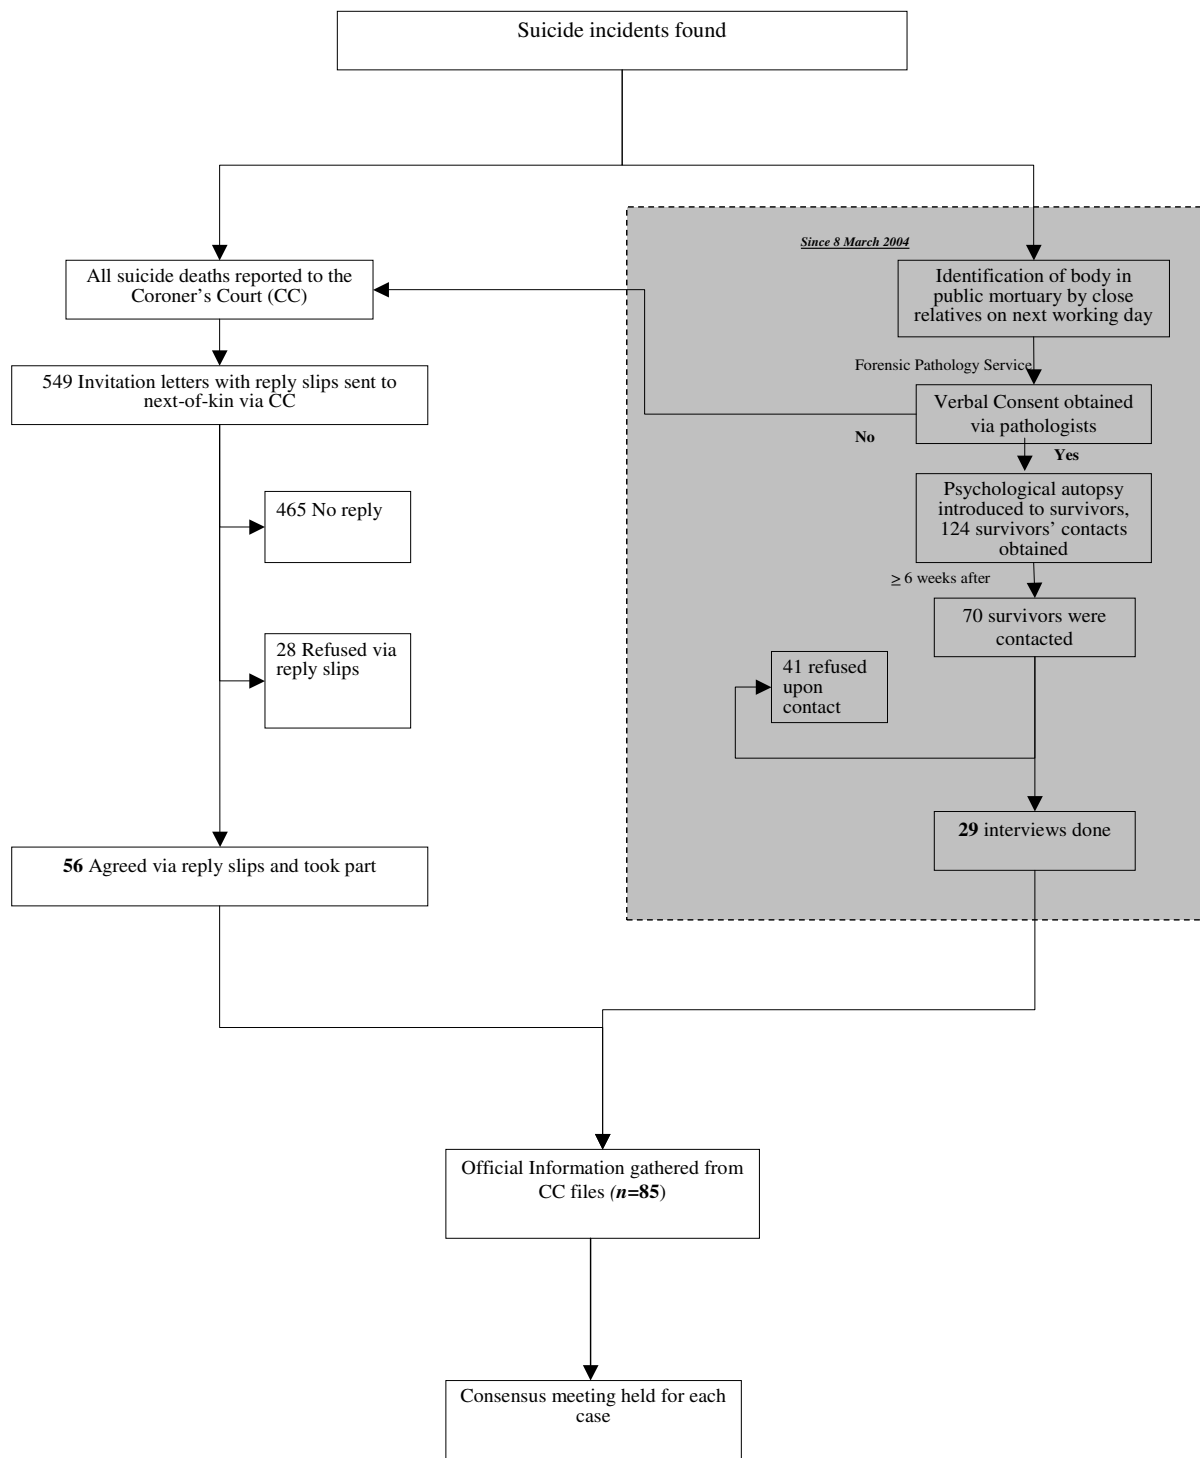 Suicide incidents found
Since 8 March 2004
All suicide deaths reported to the
Coroner's Court (CC)
Identification of body in
public mortuary by close
relatives on next working day
549 Invitation letters with reply slips sent to
next-of-kin via CC
Forensic Pathology Service
Verbal Consent obtained
via pathologists
No
Yes
Psychological autopsy
introduced to survivors,
124 survivors' contacts
obtained
465 No reply
≥ 6 weeks after
70 survivors were
contacted
28 Refused via
reply slips
41 refused
upon
contact
29 interviews done
56 Agreed via reply slips and took part
Official Information gathered from
CC files (n=85)
Consensus meeting held for each
case